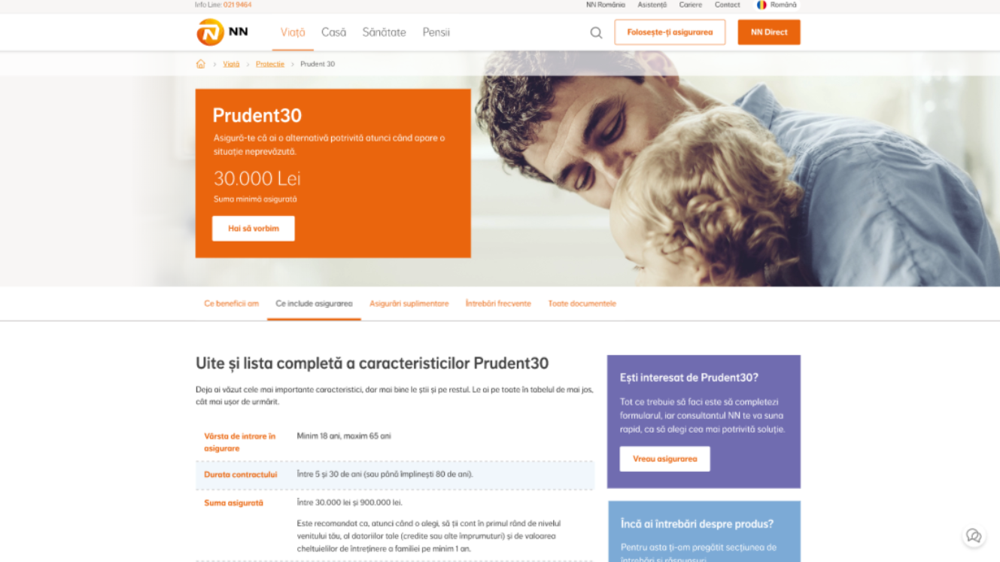 Info Line: 021 9464
NN România Asistență Cariere Contact Română
NN Viață Casă Sănătate Pensii Folosește-ți asigurarea NN Direct
Viață > Protecție > Prudent 30
Prudent30
Asigură-te că ai o alternativă potrivită atunci când apare o
situație neprevăzută.
30.000 Lei
Suma minimă asigurată
Hai să vorbim
Ce beneficii am Ce include asigurarea Asigurări suplimentare Întrebări frecvente Toate documentele
Uite și lista completă a caracteristicilor Prudent30
Deja ai văzut cele mai importante caracteristici, dar mai bine le știi și pe restul. Le ai pe toate în tabelul de mai jos,
cât mai ușor de urmărit.
Vârsta de intrare în
asigurare
Minim 18 ani, maxim 65 ani
Durata contractului
Între 5 și 30 de ani (sau până împlinești 80 de ani).
Suma asigurată
Între 30.000 lei și 900.000 lei.
Este recomandat ca, atunci când o alegi, să ții cont în primul rând de nivelul
venitului tău, al datoriilor tale (credite sau alte împrumuturi) și de valoarea
cheltuielilor de întreținere a familiei pe minim 1 an.
Ești interesat de Prudent30?
Tot ce trebuie să faci este să completezi
formularul, iar consultantul NN te va suna
rapid, ca să alegi cea mai potrivită soluție.
Vreau asigurarea
Încă ai întrebări despre produs?
Pentru asta ți-am pregătit secțiunea de
întrebări și răspunsuri.